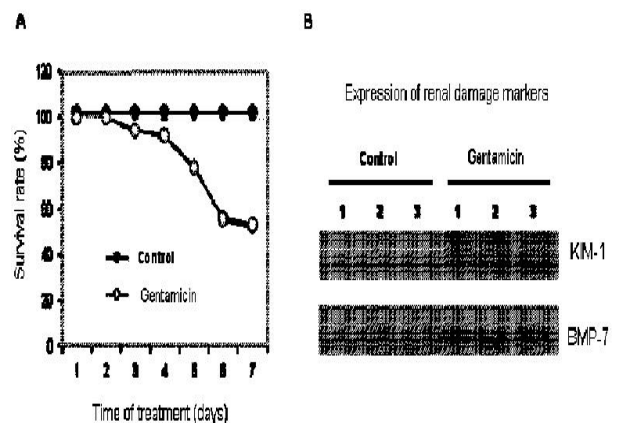 A
B
120
100
80
60
40
20
0
Survival rate (%)
Control
Gentamicin
1 2 3 4 5 6 7
Time of treatment (days)
Expression of renal damage markers
Control Gentamicin
1 2 3 1 2 3
KIM-1
BMP-7